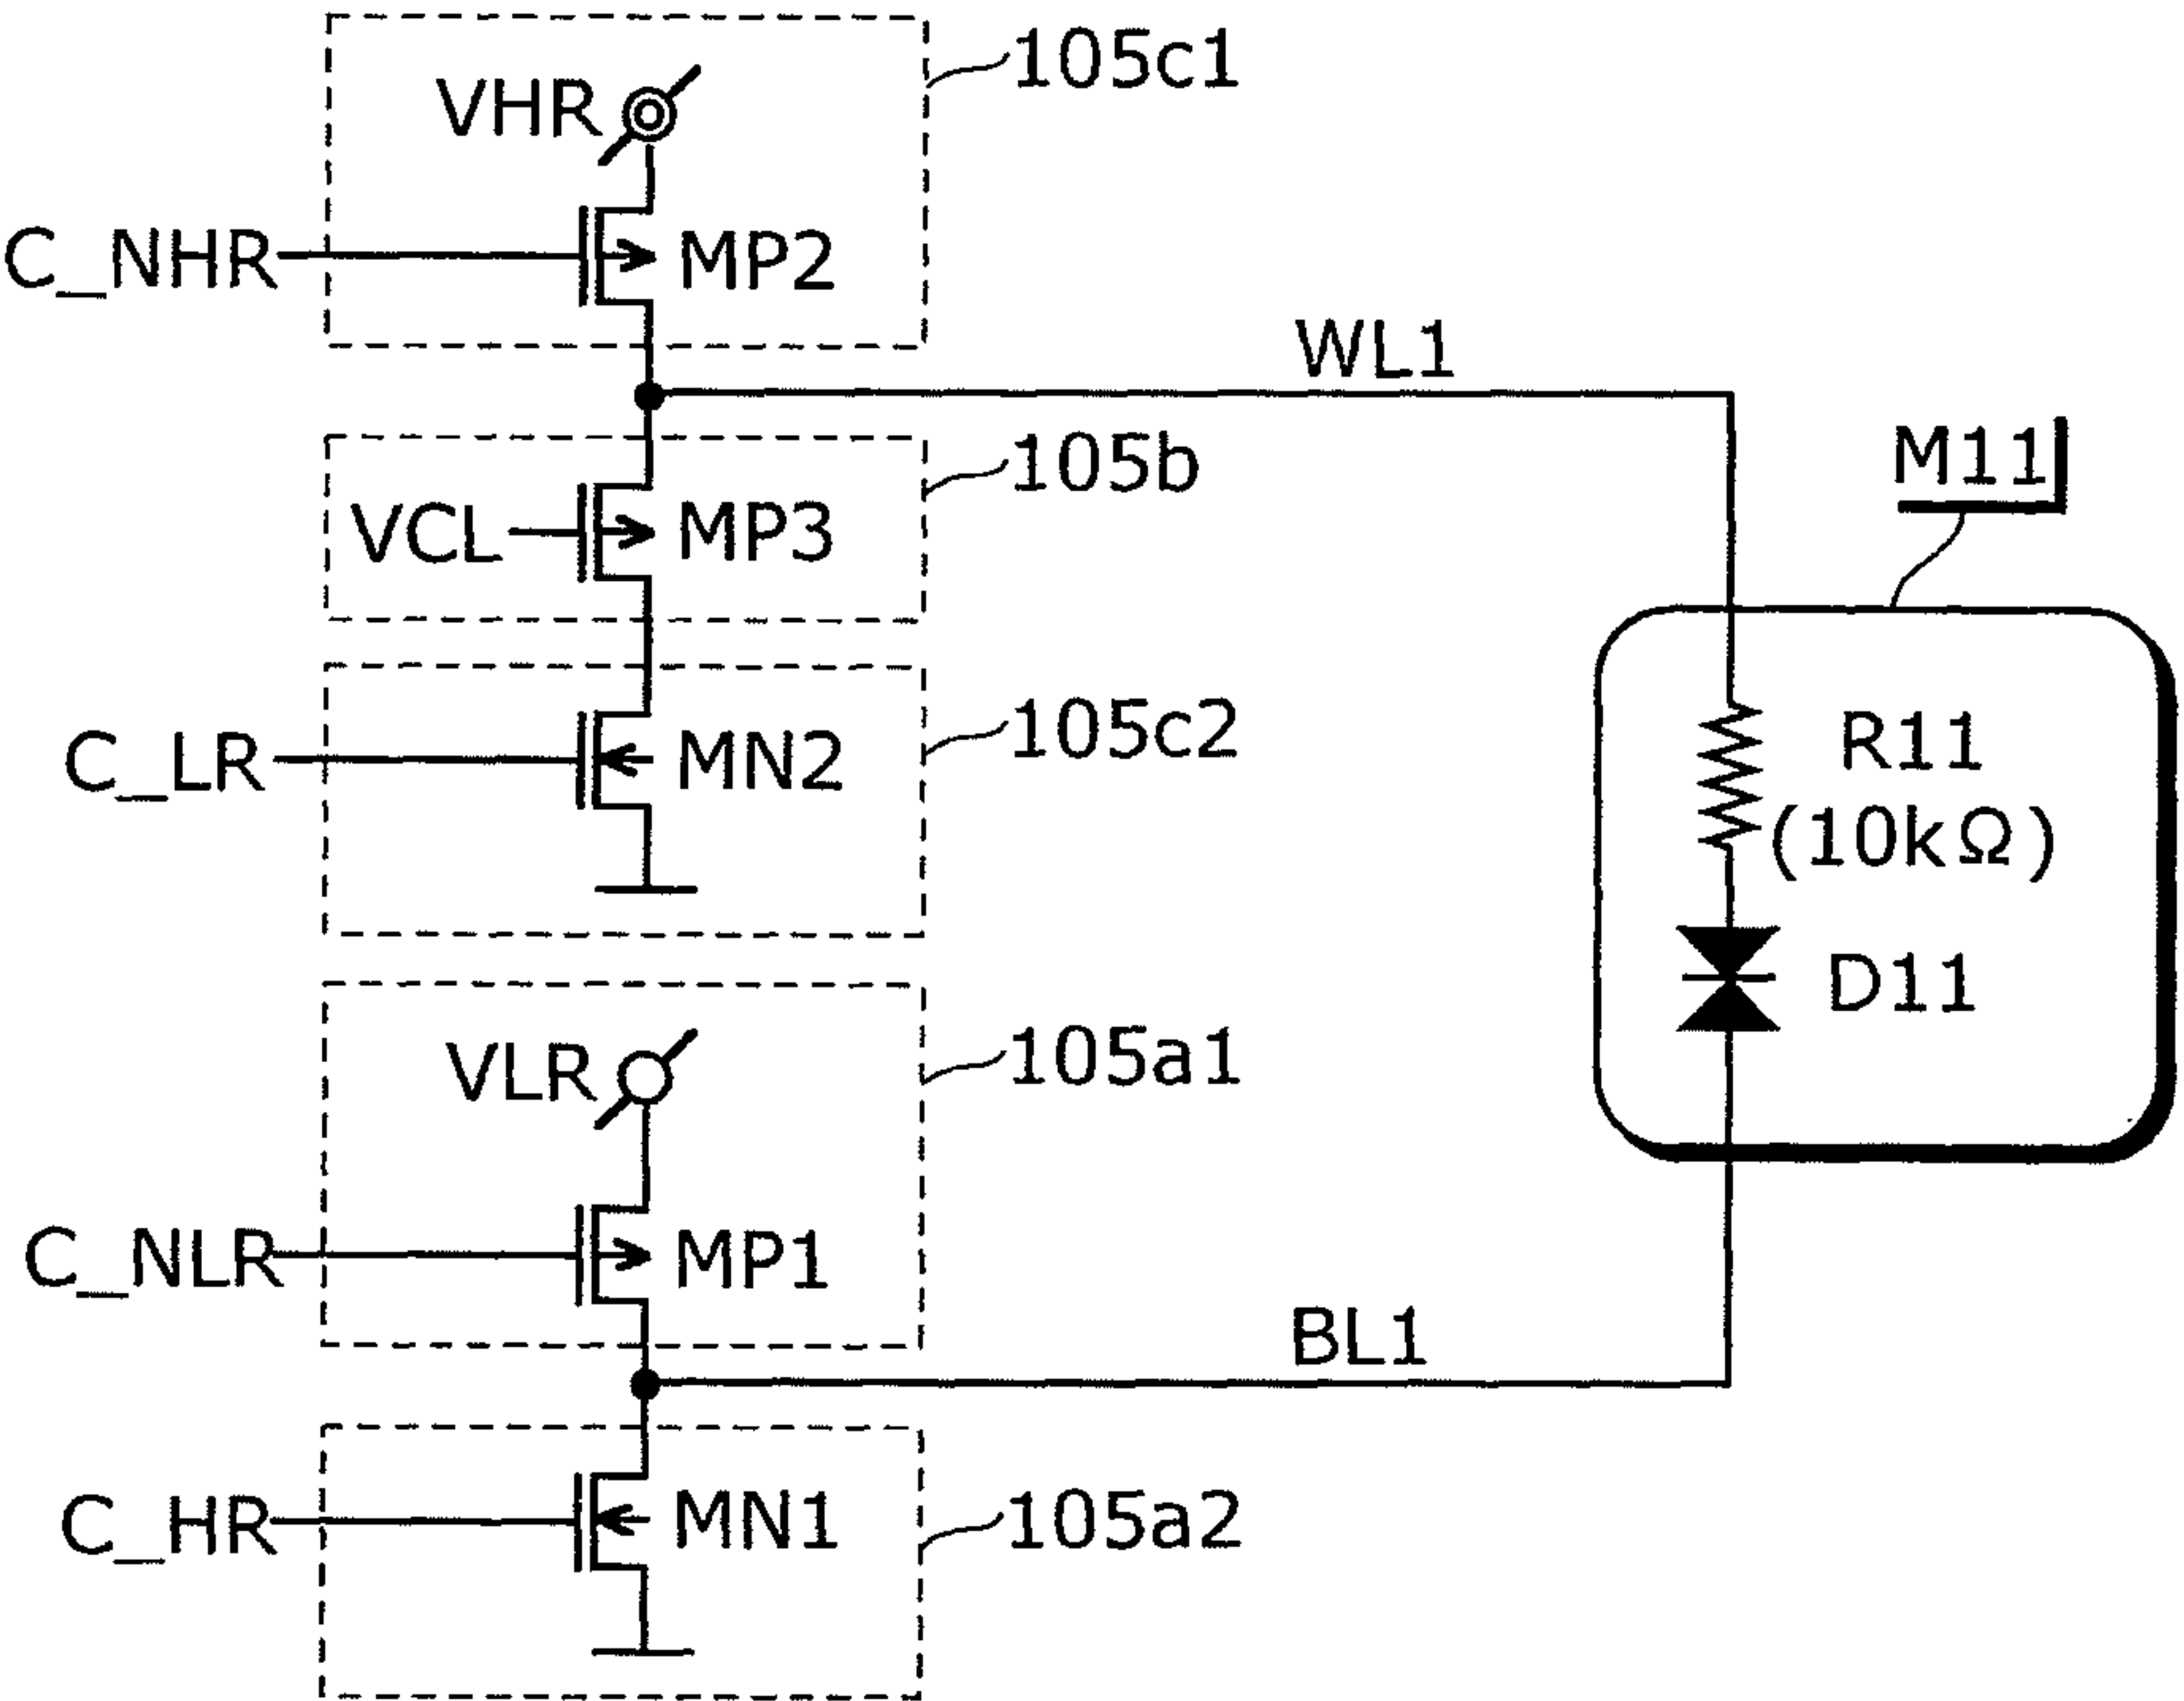 105c1
VHR
C_NHR
MP2
WL1
M11
105b
VCL
MP3
105c2
C_LR
MN2
R11
(10kΩ)
D11
105a1
VLR
C_NLR
MP1
BL1
C_HR
MN1
105a2